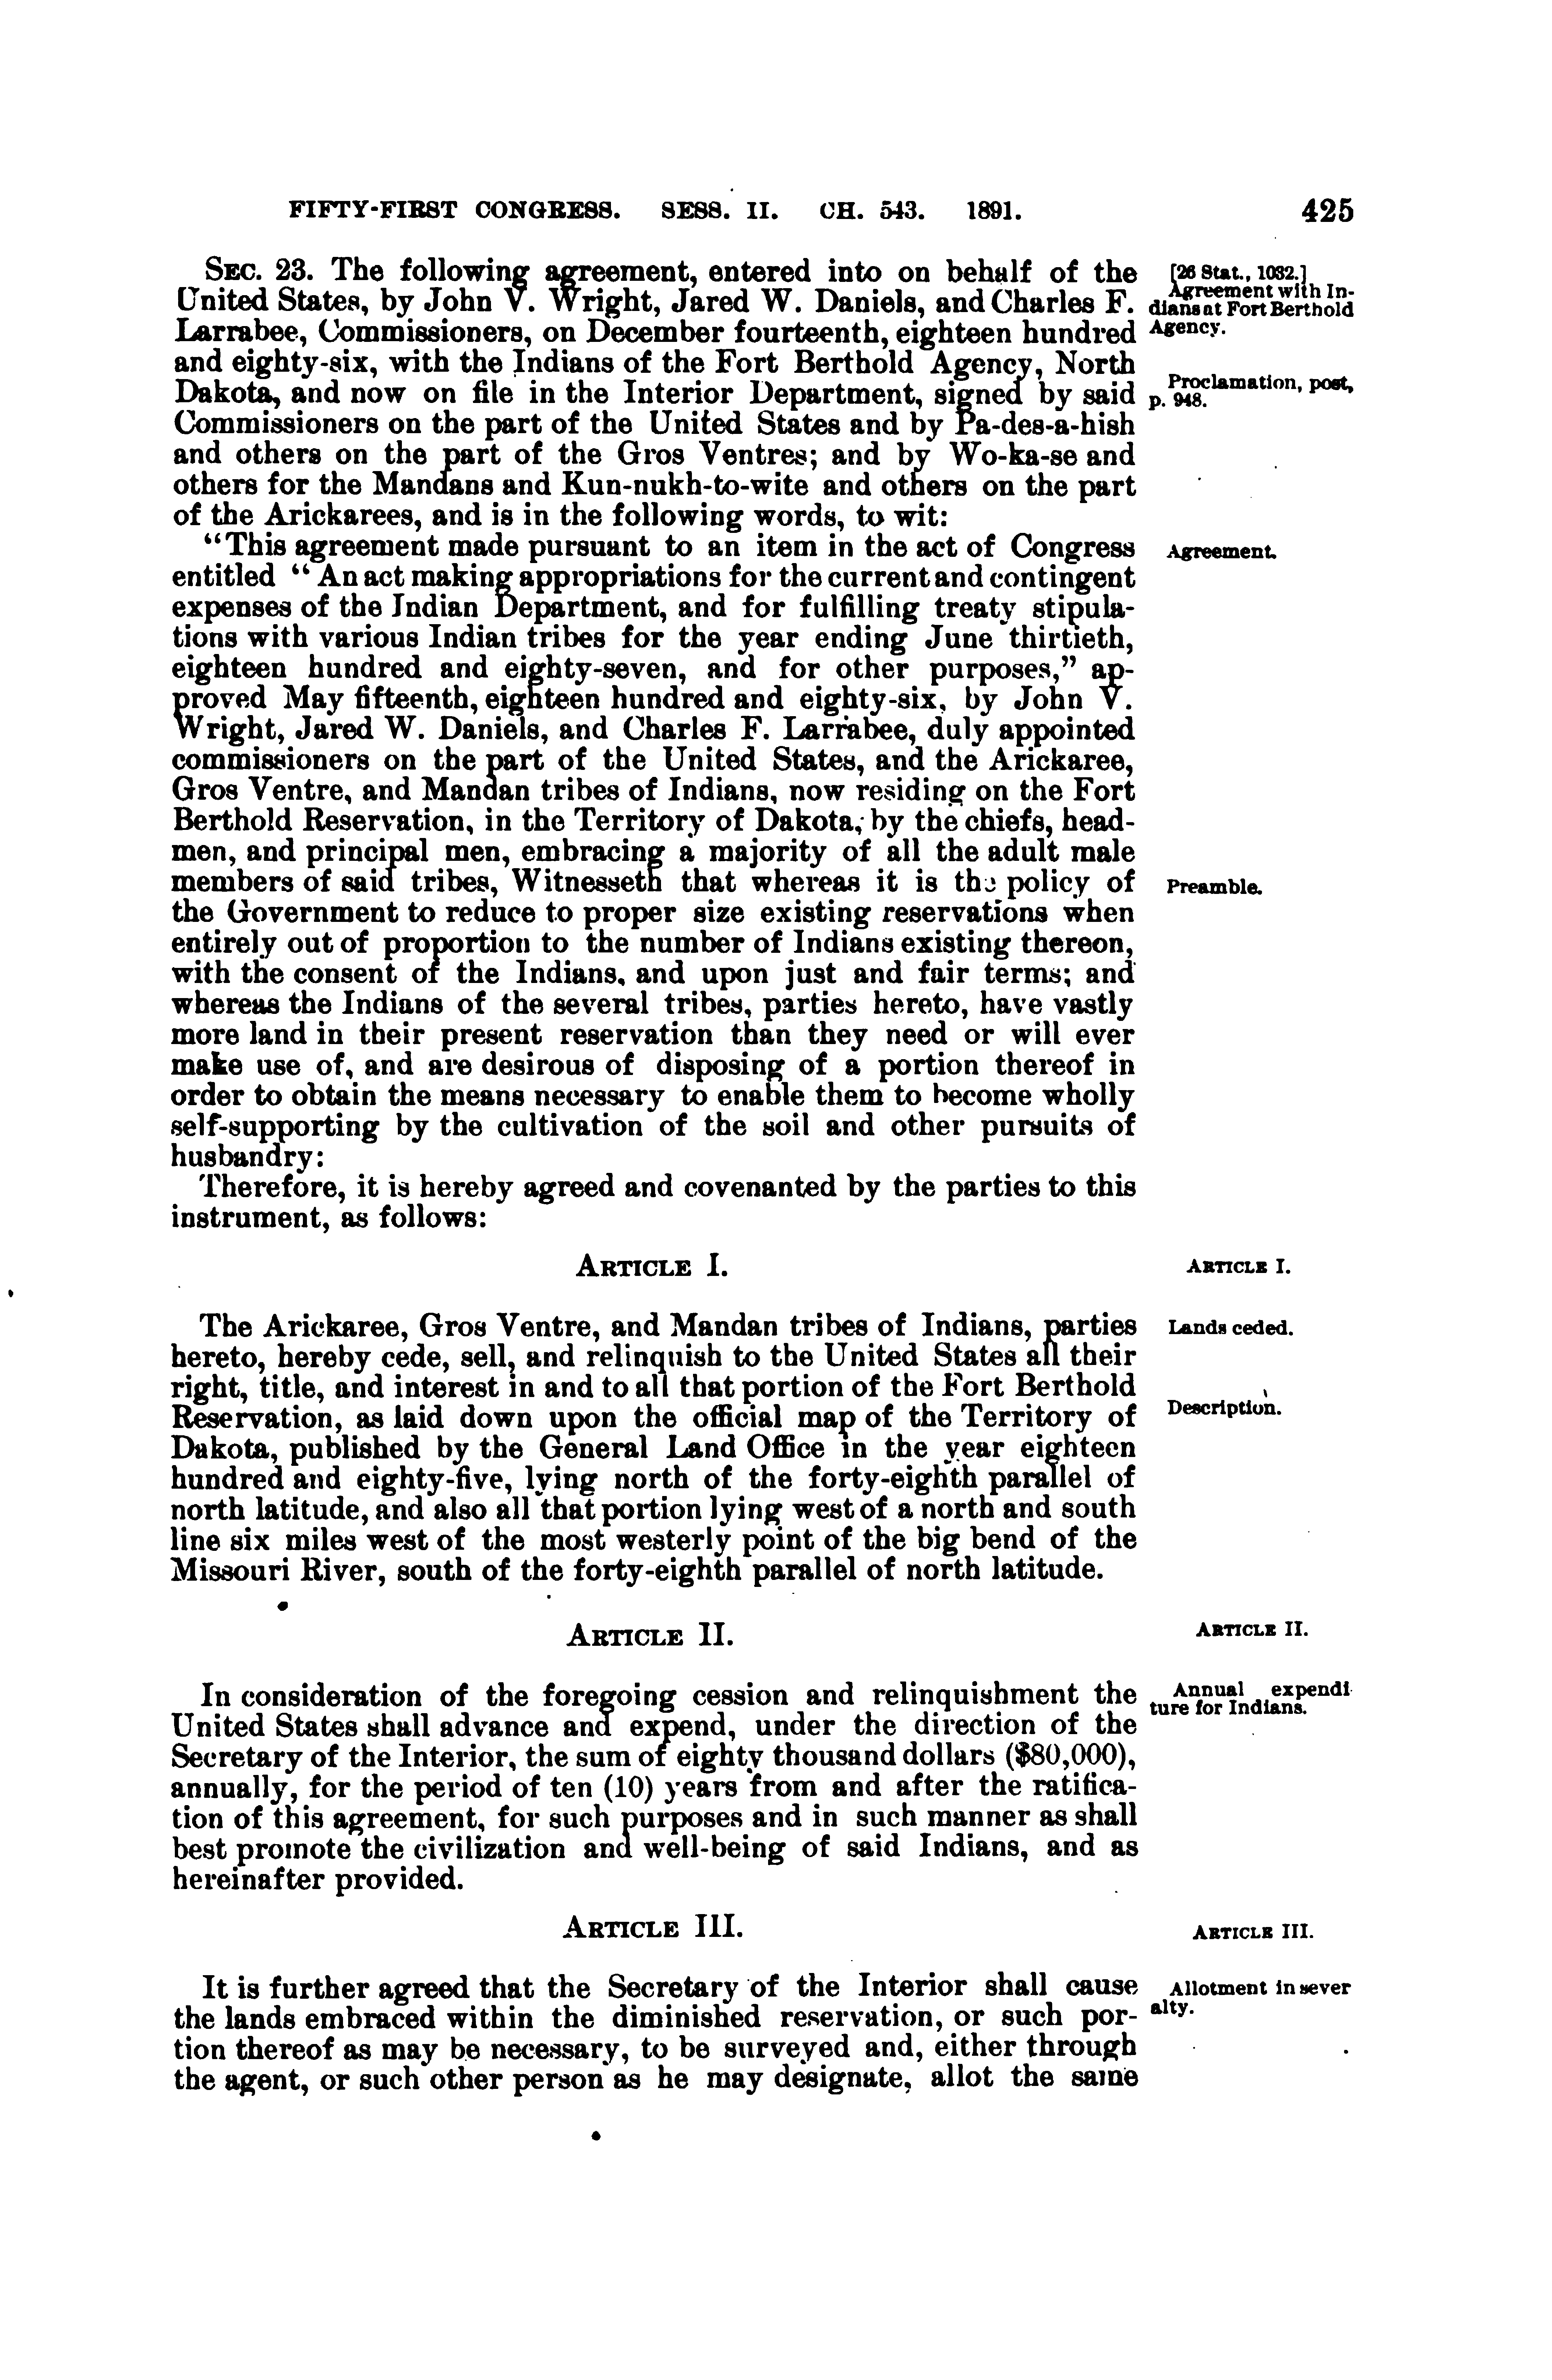 FIFTY-FIRST CONGRESS. SESS. II. CH. 543. 1891. 425
SEC. 23. The following agreement, entered into on behalf of the
United States, by John V. Wright, Jared W. Daniels, and Charles F.
Larrabee, Commissioners, on December fourteenth, eighteen hundred
and eighty-six, with the Indians of the Fort Berthold Agency, North
Dakota, and now on file in the Interior Department, signed by said
Commissioners on the part of the United States and by Pa-des-a-hish
and others on the part of the Gros Ventres; and by Wo-ka-se and
others for the Mandans and Kun-nukh-to-wite and others on the part
of the Arickarees, and is in the following words, to wit:
[26 Stat., 1032.]
Agreement with In-
dians at Fort Berthold
Agency.
Proclamation, post,
p. 948.
"This agreement made pursuant to an item in the act of Congress
entitled "An act making appropriations for the current and contingent
expenses of the Indian Department, and for fulfilling treaty stipula-
tions with various Indian tribes for the year ending June thirtieth,
eighteen hundred and eighty-seven, and for other purposes," ap-
proved May fifteenth, eighteen hundred and eighty-six, by John V.
Wright, Jared W. Daniels, and Charles F. Larrabee, duly appointed
commissioners on the part of the United States, and the Arickaree,
Gros Ventre, and Mandan tribes of Indians, now residing on the Fort
Berthold Reservation, in the Territory of Dakota, by the chiefs, head-
men, and principal men, embracing a majority of all the adult male
members of said tribes, Witnesseth that whereas it is the policy of
the Government to reduce to proper size existing reservations when
entirely out of proportion to the number of Indians existing thereon,
with the consent of the Indians, and upon just and fair terms; and
whereas the Indians of the several tribes, parties hereto, have vastly
more land in their present reservation than they need or will ever
make use of, and are desirous of disposing of a portion thereof in
order to obtain the means necessary to enable them to become wholly
self-supporting by the cultivation of the soil and other pursuits of
husbandry:
Agreement.
Preamble.
Therefore, it is hereby agreed and covenanted by the parties to this
instrument, as follows:
ARTICLE I.
ARTICLE I.
The Arickaree, Gros Ventre, and Mandan tribes of Indians, parties
hereto, hereby cede, sell, and relinquish to the United States all their
right, title, and interest in and to all that portion of the Fort Berthold
Reservation, as laid down upon the official map of the Territory of
Dakota, published by the General Land Office in the year eighteen
hundred and eighty-five, lying north of the forty-eighth parallel of
north latitude, and also all that portion lying west of a north and south
line six miles west of the most westerly point of the big bend of the
Missouri River, south of the forty-eighth parallel of north latitude.
Lands ceded.
Description.
ARTICLE II.
ARTICLE II.
In consideration of the foregoing cession and relinquishment the
United States shall advance and expend, under the direction of the
Secretary of the Interior, the sum of eighty thousand dollars ($80,000),
annually, for the period of ten (10) years from and after the ratifica-
tion of this agreement, for such purposes and in such manner as shall
best promote the civilization and well-being of said Indians, and as
hereinafter provided.
Annual expendi
ture for Indians.
ARTICLE III.
ARTICLE III.
It is further agreed that the Secretary of the Interior shall cause
the lands embraced within the diminished reservation, or such por-
tion thereof as may be necessary, to be surveyed and, either through
the agent, or such other person as he may designate, allot the same
Allotment in sever
alty.